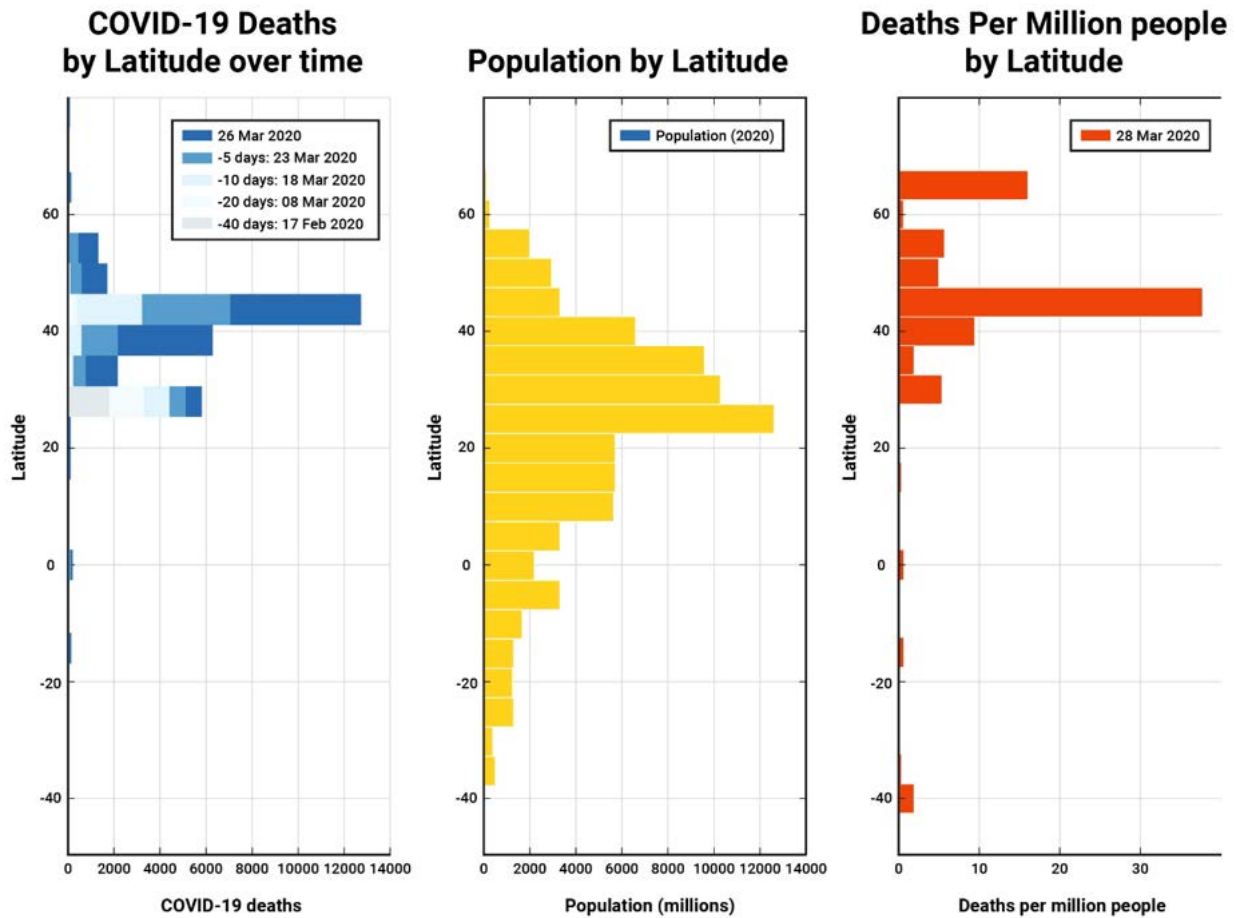 COVID-19 Deaths
by Latitude over time
26 Mar 2020
-5 days: 23 Mar 2020
-10 days: 18 Mar 2020
-20 days: 08 Mar 2020
-40 days: 17 Feb 2020
60
40
20
0
-20
-40
Latitude
0 2000 4000 6000 8000 10000 12000 14000
COVID-19 deaths
Population by Latitude
Population (2020)
60
40
20
0
-20
-40
Latitude
0 2000 4000 6000 8000 10000 12000 14000
Population (millions)
Deaths Per Million people
by Latitude
28 Mar 2020
60
40
20
0
-20
-40
Latitude
0 10 20 30
Deaths per million people